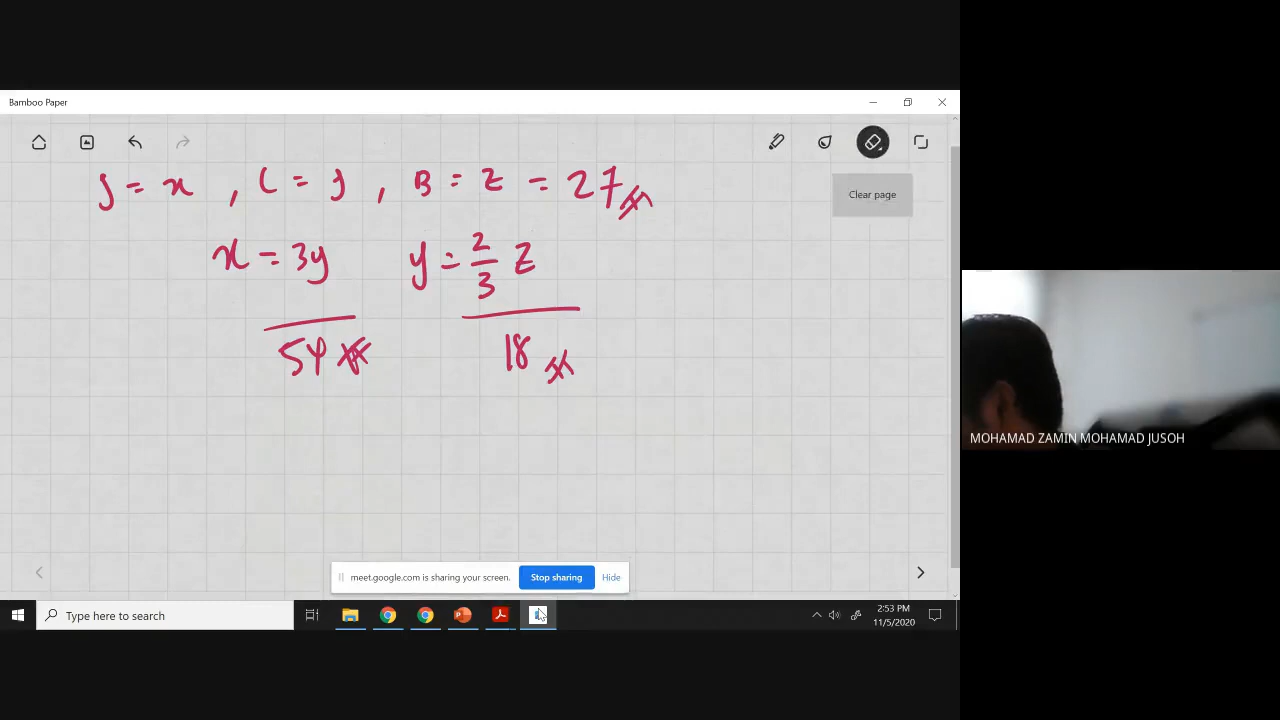 Bamboo Paper
J = x , C = y , B = z = 27
Clear page
x = 3y y = 2/3 z
54 18
MOHAMAD ZAMIN MOHAMAD JUSOH
meet.google.com is sharing your screen. Stop sharing Hide
Type here to search
2:53 PM
11/5/2020